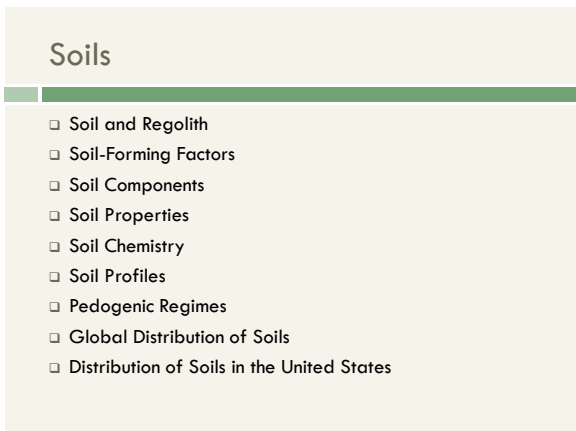 Soils
Soil and Regolith
Soil-Forming Factors
Soil Components
Soil Properties
Soil Chemistry
Soil Profiles
Pedogenic Regimes
Global Distribution of Soils
Distribution of Soils in the United States